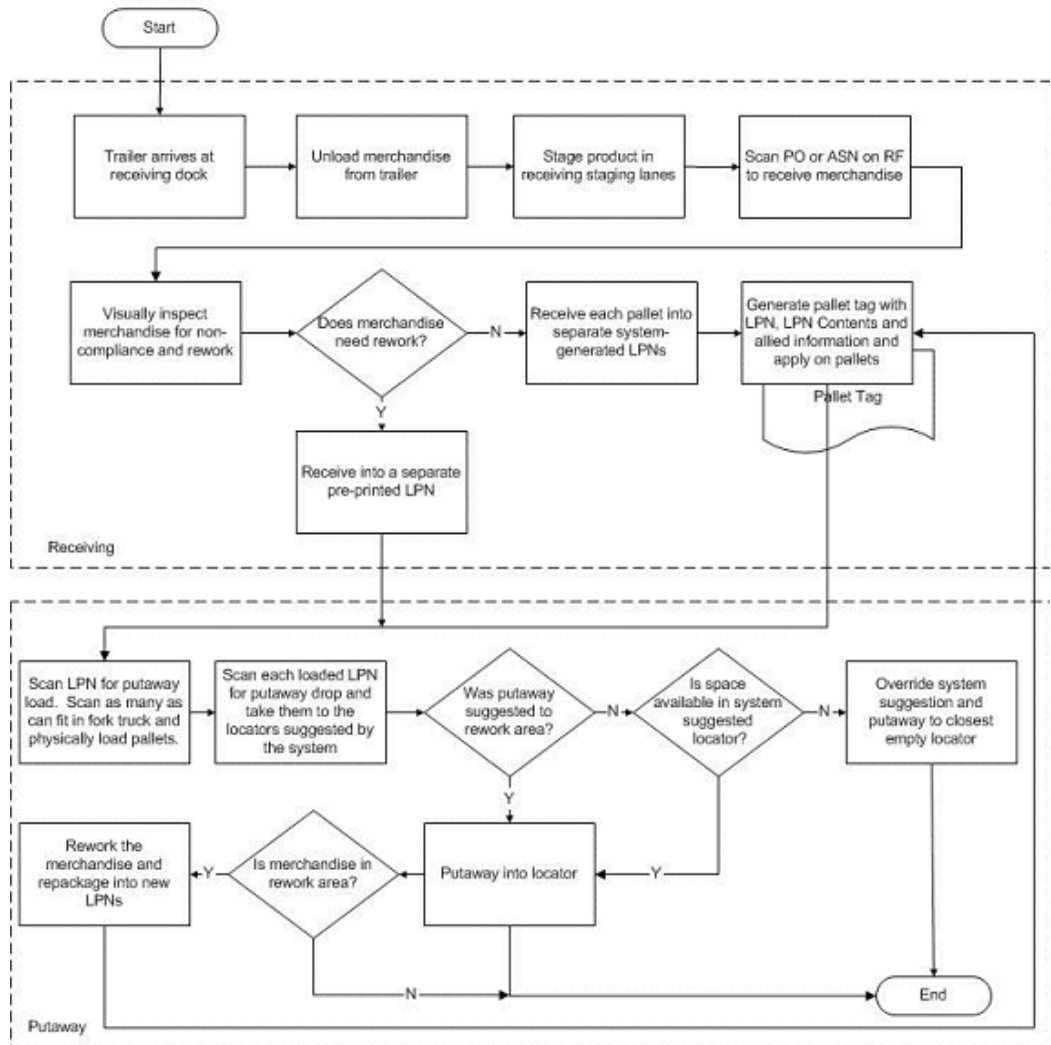 Start
Trailer arrives at
receiving dock
Unload merchandise
from trailer
Stage product in
receiving staging lanes
Scan PO or ASN on RF
to receive merchandise
Visually inspect
merchandise for non-
compliance and rework
Does merchandise
need rework?
N
Y
Receive each pallet into
separate system-
generated LPNs
Generate pallet tag with
LPN, LPN Contents and
allied information and
apply on pallets
Pallet Tag
Receive into a separate
pre-printed LPN
Receiving
Scan LPN for putaway
load. Scan as many as
can fit in fork truck and
physically load pallets.
Scan each loaded LPN
for putaway drop and
take them to the
locators suggested by
the system
Was putaway
suggested to
rework area?
N
Y
Is space
available in system
suggested
locator?
N
Y
Override system
suggestion and
putaway to closest
empty locator
Rework the
merchandise and
repackage into new
LPNs
Y
Is merchandise in
rework area?
N
Putaway into locator
End
Putaway